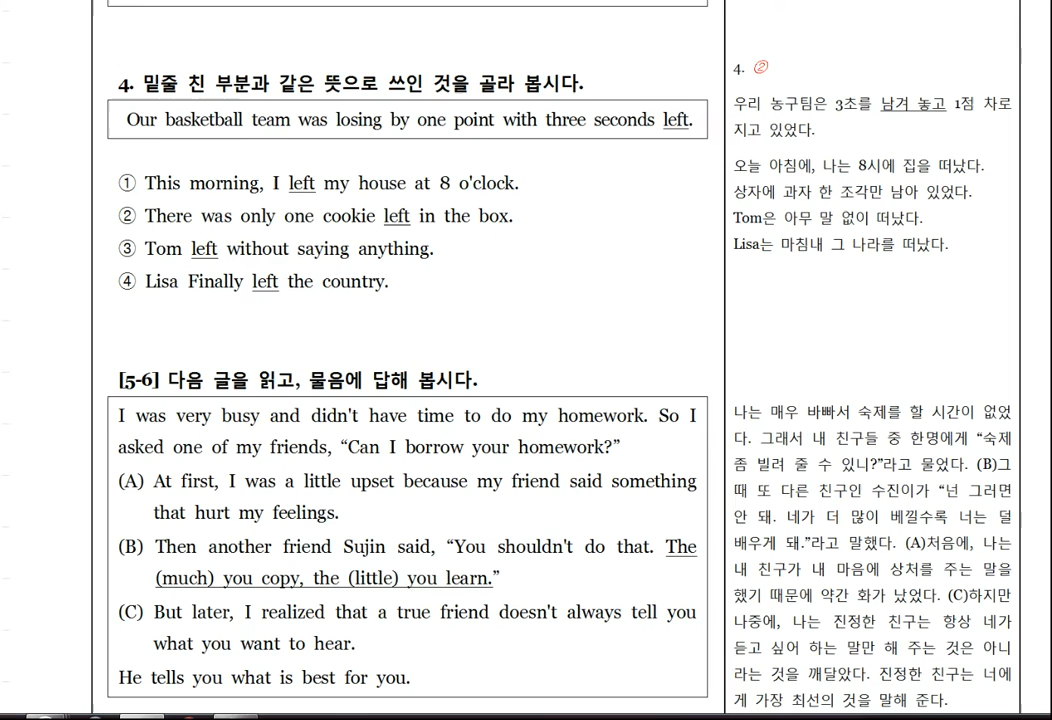 4. 밑줄 친 부분과 같은 뜻으로 쓰인 것을 골라 봅시다.
Our basketball team was losing by one point with three seconds left.
① This morning, I left my house at 8 o'clock.
② There was only one cookie left in the box.
③ Tom left without saying anything.
④ Lisa Finally left the country.
[5-6] 다음 글을 읽고, 물음에 답해 봅시다.
I was very busy and didn't have time to do my homework. So I
asked one of my friends, “Can I borrow your homework?”
(A) At first, I was a little upset because my friend said something
that hurt my feelings.
(B) Then another friend Sujin said, “You shouldn't do that. The
(much) you copy, the (little) you learn.”
(C) But later, I realized that a true friend doesn't always tell you
what you want to hear.
He tells you what is best for you.
4. ②
우리 농구팀은 3초를 남겨 놓고 1점 차로
지고 있었다.
오늘 아침에, 나는 8시에 집을 떠났다.
상자에 과자 한 조각만 남아 있었다.
Tom은 아무 말 없이 떠났다.
Lisa는 마침내 그 나라를 떠났다.
나는 매우 바빠서 숙제를 할 시간이 없었
다. 그래서 내 친구들 중 한명에게 “숙제
좀 빌려 줄 수 있니?”라고 물었다. (B)그
때 또 다른 친구인 수진이가 “넌 그러면
안 돼. 네가 더 많이 베낄수록 너는 덜
배우게 돼.”라고 말했다. (A)처음에, 나는
내 친구가 내 마음에 상처를 주는 말을
했기 때문에 약간 화가 났었다. (C)하지만
나중에, 나는 진정한 친구는 항상 네가
듣고 싶어 하는 말만 해 주는 것은 아니
라는 것을 깨달았다. 진정한 친구는 너에
게 가장 최선의 것을 말해 준다.